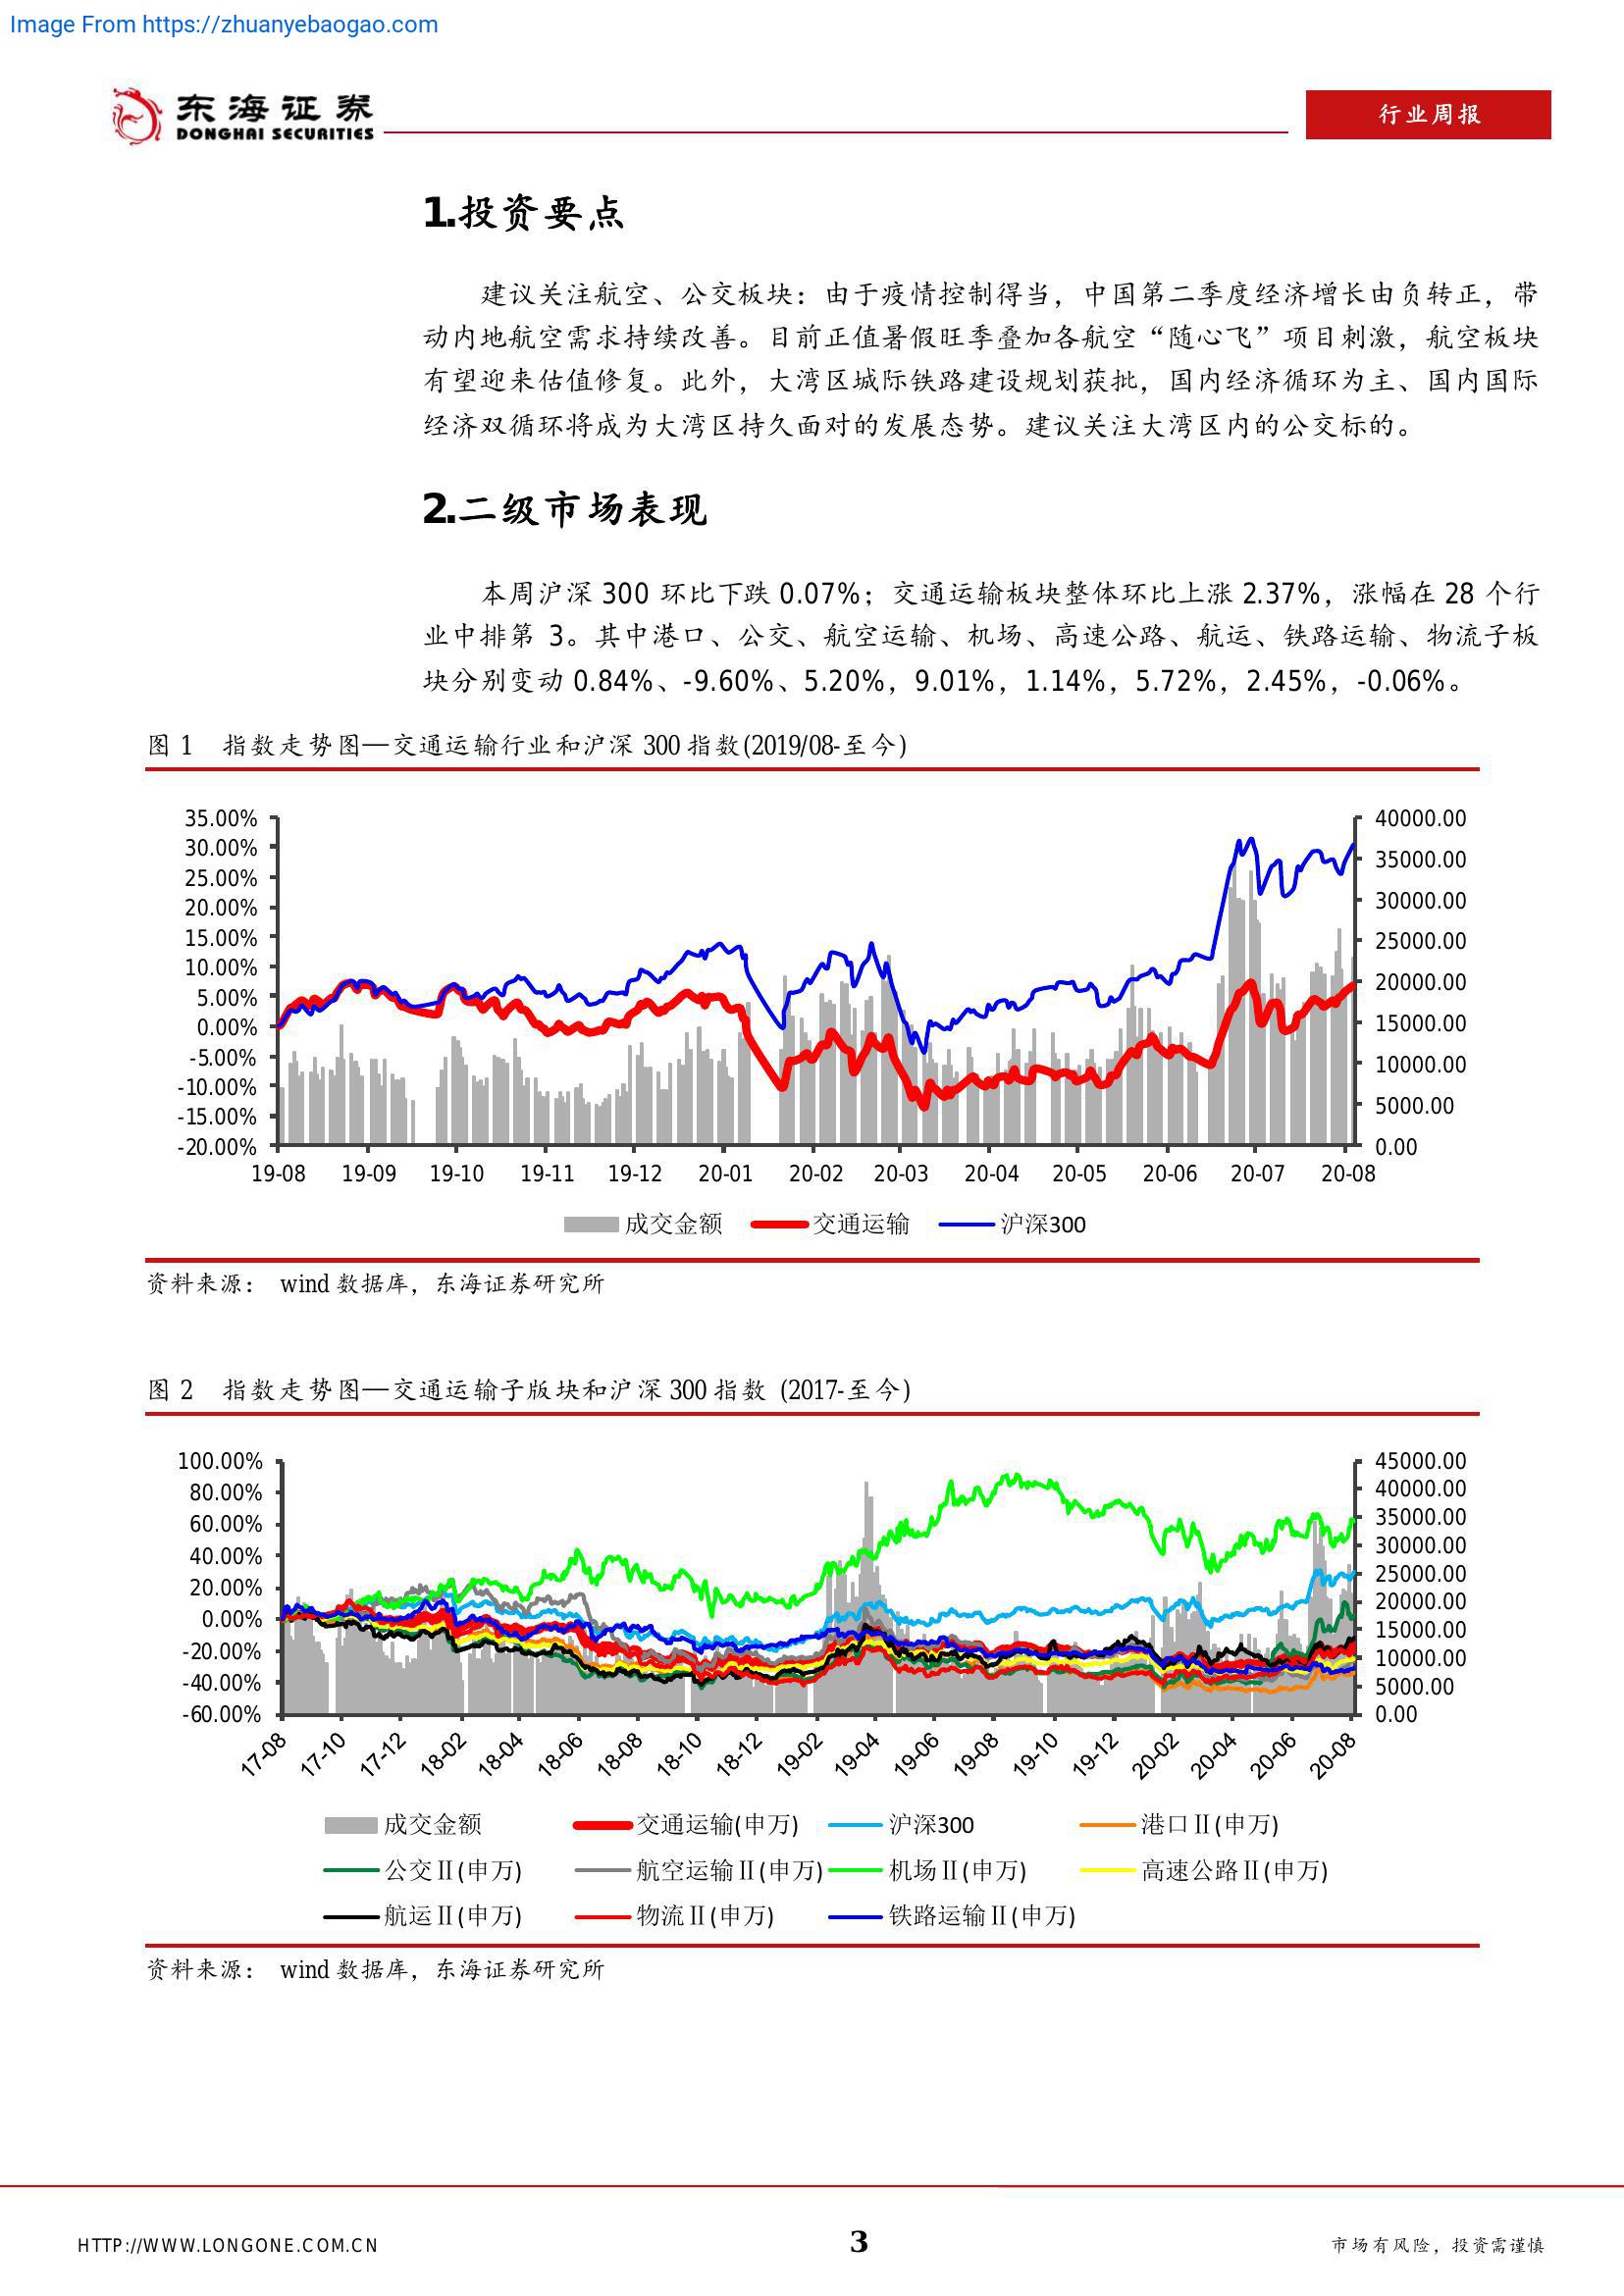 Image From https://zhuanyebaogao.com
东海证券
DONGHAI SECURITIES
行业周报
1.投资要点
建议关注航空、公交板块：由于疫情控制得当，中国第二季度经济增长由负转正，带
动内地航空需求持续改善。目前正值暑假旺季叠加各航空“随心飞”项目刺激，航空板块
有望迎来估值修复。此外，大湾区城际铁路建设规划获批，国内经济循环为主、国内国际
经济双循环将成为大湾区持久面对的发展态势。建议关注大湾区内的公交标的。
2.二级市场表现
本周沪深 300 环比下跌 0.07%；交通运输板块整体环比上涨 2.37%，涨幅在 28 个行
业中排第 3。其中港口、公交、航空运输、机场、高速公路、航运、铁路运输、物流子板
块分别变动 0.84%、-9.60%、5.20%，9.01%，1.14%，5.72%，2.45%，-0.06%。
图 1 指数走势图—交通运输行业和沪深 300 指数(2019/08-至今)
35.00%
30.00%
25.00%
20.00%
15.00%
10.00%
5.00%
0.00%
-5.00%
-10.00%
-15.00%
-20.00%
40000.00
35000.00
30000.00
25000.00
20000.00
15000.00
10000.00
5000.00
0.00
19-08 19-09 19-10 19-11 19-12 20-01 20-02 20-03 20-04 20-05 20-06 20-07 20-08
成交金额 交通运输 沪深300
资料来源： wind 数据库，东海证券研究所
图 2 指数走势图—交通运输子版块和沪深 300 指数 (2017-至今)
100.00%
80.00%
60.00%
40.00%
20.00%
0.00%
-20.00%
-40.00%
-60.00%
45000.00
40000.00
35000.00
30000.00
25000.00
20000.00
15000.00
10000.00
5000.00
0.00
17-08 17-10 17-12 18-02 18-04 18-06 18-08 18-10 18-12 19-02 19-04 19-06 19-08 19-10 19-12 20-02 20-04 20-06 20-08
成交金额 交通运输(申万) 沪深300 港口Ⅱ(申万)
公交Ⅱ(申万) 航空运输Ⅱ(申万) 机场Ⅱ(申万) 高速公路Ⅱ(申万)
航运Ⅱ(申万) 物流Ⅱ(申万) 铁路运输Ⅱ(申万)
资料来源： wind 数据库，东海证券研究所
HTTP://WWW.LONGONE.COM.CN
3
市场有风险，投资需谨慎